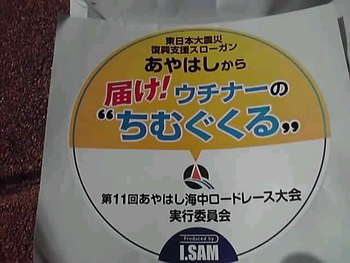 東日本大震災
復興支援スローガン
あやはしから
届け!ウチナーの
“ちむぐくる”
第11回あやはし海中ロードレース大会
実行委員会
Produced by
I.SAM